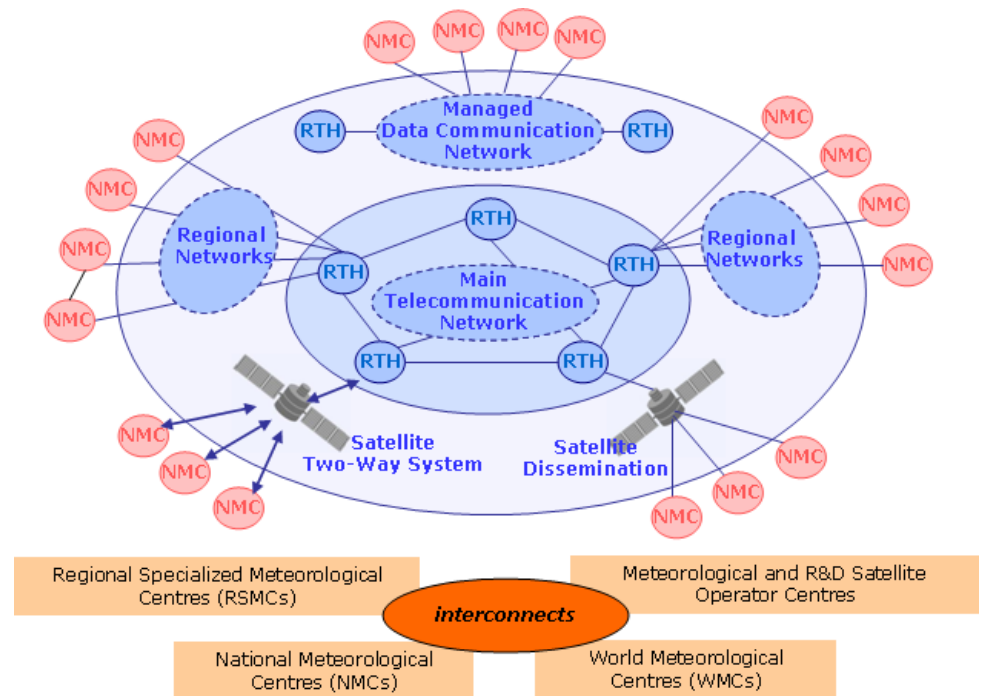 NMC
NMC
NMC
NMC
NMC
NMC
Managed
Data Communication
Network
RTH
RTH
NMC
NMC
NMC
NMC
NMC
NMC
NMC
NMC
Regional
Networks
RTH
RTH
RTH
Regional
Networks
Main
Telecommunication
Network
RTH
RTH
NMC
NMC
NMC
Satellite
Two-Way System
Satellite
Dissemination
NMC
NMC
NMC
Regional Specialized Meteorological
Centres (RSMCs)
Meteorological and R&D Satellite
Operator Centres
interconnects
National Meteorological
Centres (NMCs)
World Meteorological
Centres (WMCs)